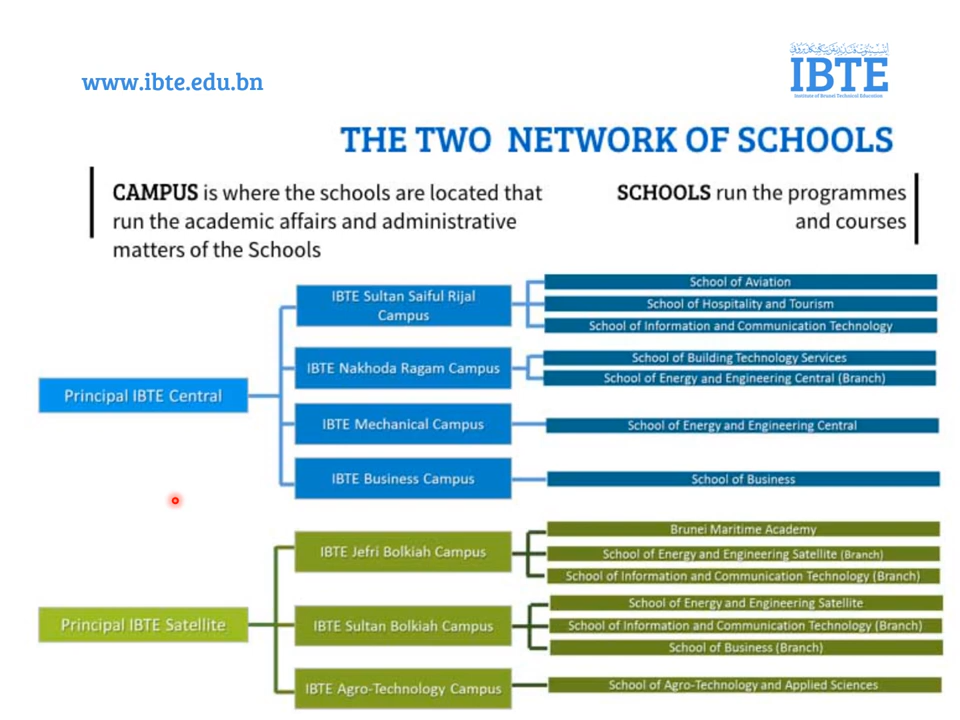 www.ibte.edu.bn
IBTE
Institute of Brunei Technical Education
THE TWO NETWORK OF SCHOOLS
CAMPUS is where the schools are located that
run the academic affairs and administrative
matters of the Schools
SCHOOLS run the programmes
and courses
Principal IBTE Central
IBTE Sultan Saiful Rijal
Campus
School of Aviation
School of Hospitality and Tourism
School of Information and Communication Technology
IBTE Nakhoda Ragam Campus
School of Building Technology Services
School of Energy and Engineering Central (Branch)
IBTE Mechanical Campus
School of Energy and Engineering Central
IBTE Business Campus
School of Business
Principal IBTE Satellite
IBTE Jefri Bolkiah Campus
Brunei Maritime Academy
School of Energy and Engineering Satellite (Branch)
School of Information and Communication Technology (Branch)
IBTE Sultan Bolkiah Campus
School of Energy and Engineering Satellite
School of Information and Communication Technology (Branch)
School of Business (Branch)
IBTE Agro-Technology Campus
School of Agro-Technology and Applied Sciences